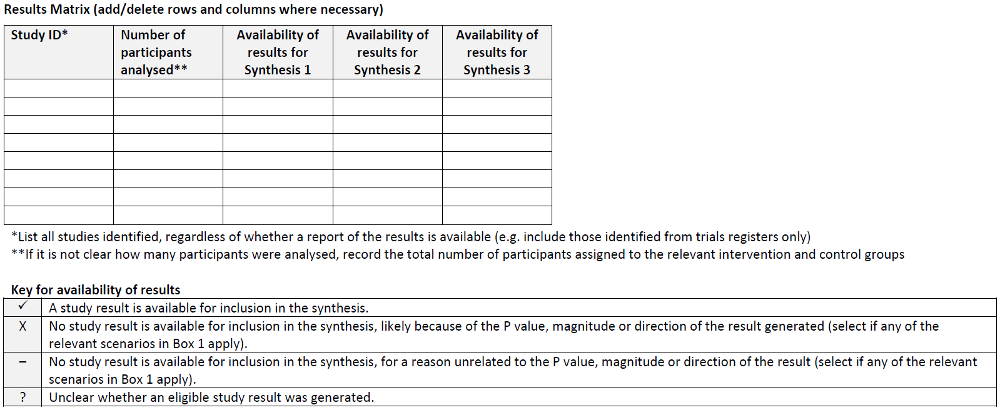 Results Matrix (add/delete rows and columns where necessary)
Study ID*
Number of
participants
analysed**
Availability of
results for
Synthesis 1
Availability of
results for
Synthesis 2
Availability of
results for
Synthesis 3
*List all studies identified, regardless of whether a report of the results is available (e.g. include those identified from trials registers only)
**If it is not clear how many participants were analysed, record the total number of participants assigned to the relevant intervention and control groups
Key for availability of results
✓ A study result is available for inclusion in the synthesis.
X No study result is available for inclusion in the synthesis, likely because of the P value, magnitude or direction of the result generated (select if any of the
relevant scenarios in Box 1 apply).
– No study result is available for inclusion in the synthesis, for a reason unrelated to the P value, magnitude or direction of the result (select if any of the relevant
scenarios in Box 1 apply).
? Unclear whether an eligible study result was generated.